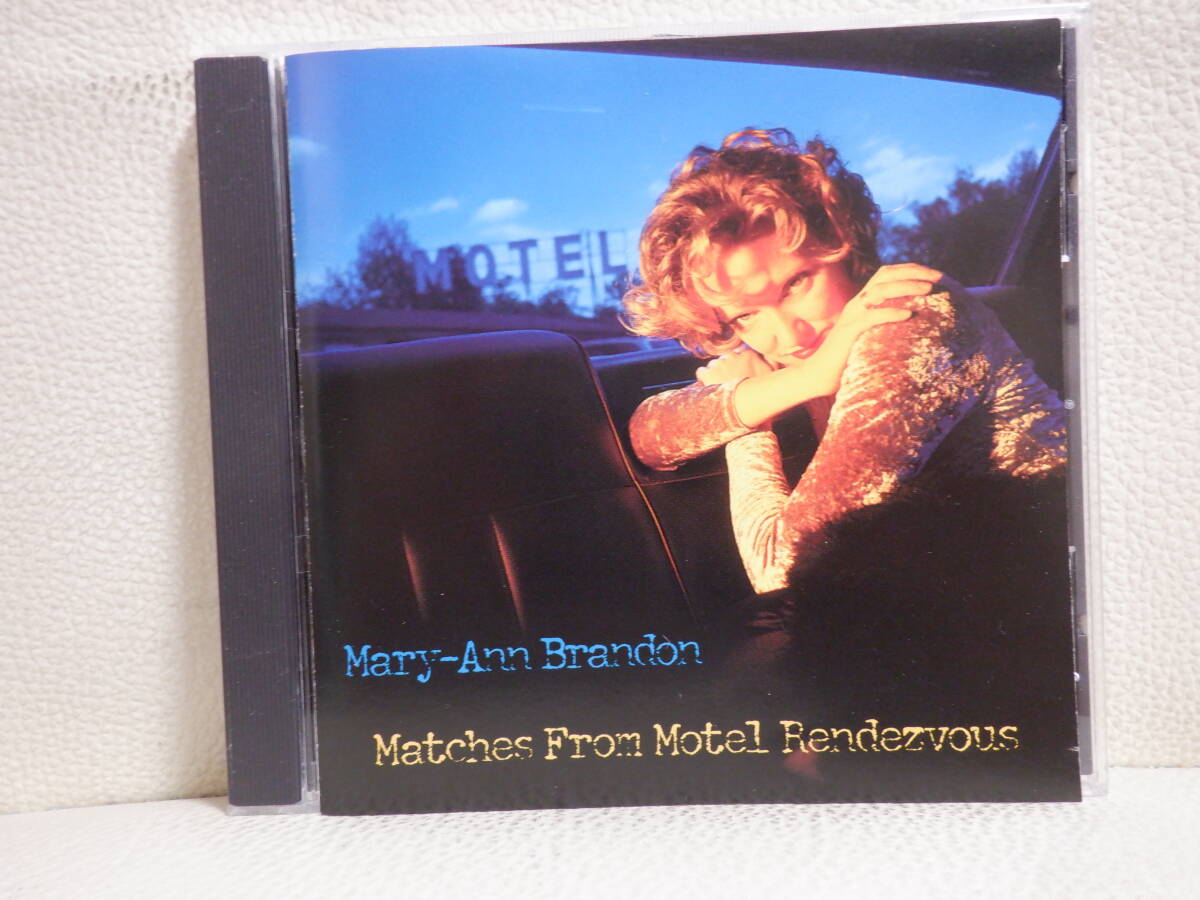 MOTEL
Mary-Ann Brandon
Matches From Motel Rendezvous